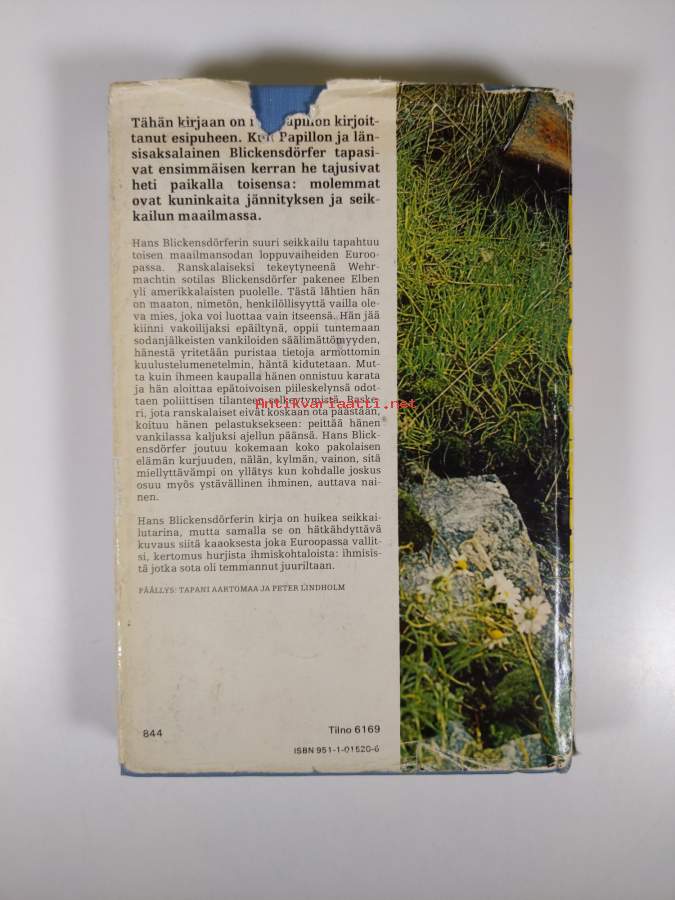 Tähän kirjaan on Papillon kirjoit-
tanut esipuheen. Kun Papillon ja län-
sisaksalainen Blickensdörfer tapasi-
vat ensimmäisen kerran he tajusivat
heti paikalla toisensa: molemmat
ovat kuninkaita jännityksen ja seik-
kailun maailmassa.
Hans Blickensdörferin suuri seikkailu tapahtuu
toisen maailmansodan loppuvaiheiden Euroo-
passa. Ranskalaiseksi tekeytyneenä Wehr-
machtin sotilas Blickensdörfer pakenee Elben
yli amerikkalaisten puolelle. Tästä lähtien hän
on maaton, nimetön, henkilöllisyyttä vailla ole-
va mies, joka voi luottaa vain itseensä. Hän jää
kiinni vakoilijaksi epäiltynä, oppii tuntemaan
sodanjälkeisten vankiloiden säälimättömyyden,
hänestä yritetään puristaa tietoja armottomin
kuulustelumenetelmin, häntä kidutetaan. Mut-
ta kuin ihmeen kaupalla hänen onnistuu karata
ja hän aloittaa epätoivoisen piileskelynsä odot-
taen poliittisen tilanteen selkeytymistä. Baske-
ri, jota ranskalaiset eivät koskaan ota päästään,
koituu hänen pelastuksekseen: peittää hänen
vankilassa kaljuksi ajellun päänsä. Hans Blick-
ensdörfer joutuu kokemaan koko pakolaisen
elämän kurjuuden, nälän, kylmän, vainon, sitä
miellyttävämpi on yllätys kun kohdalle joskus
osuu myös ystävällinen ihminen, auttava nai-
nen.
Hans Blickensdörferin kirja on huikea seikkai-
lutarina, mutta samalla se on hätkähdyttävä
kuvaus siitä kaaoksesta joka Euroopassa vallit-
si, kertomus hurjista ihmiskohtaloista: ihmisis-
tä jotka sota oli temmannut juuriltaan.
PÄÄLLYS: TAPANI AARTOMAA JA PETER LINDHOLM
844 Tilno 6169
ISBN 951-1-01520-6
Antikvariaatti.net